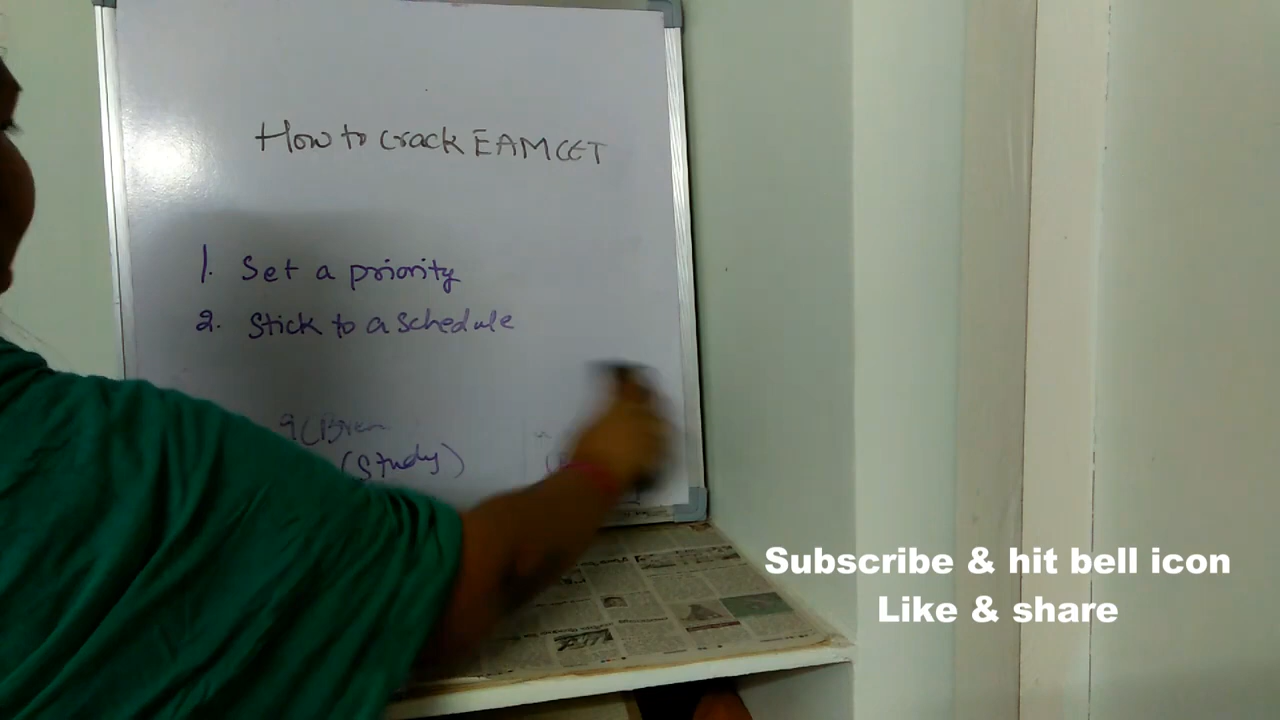 How to crack EAMCET
1. Set a priority
2. Stick to a schedule
(Study)
Subscribe & hit bell icon
Like & share